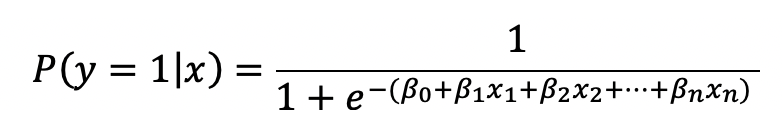 P(y = 1|x) = 1 / (1 + e^−(β₀+β₁x₁+β₂x₂+⋯+βₙxₙ))